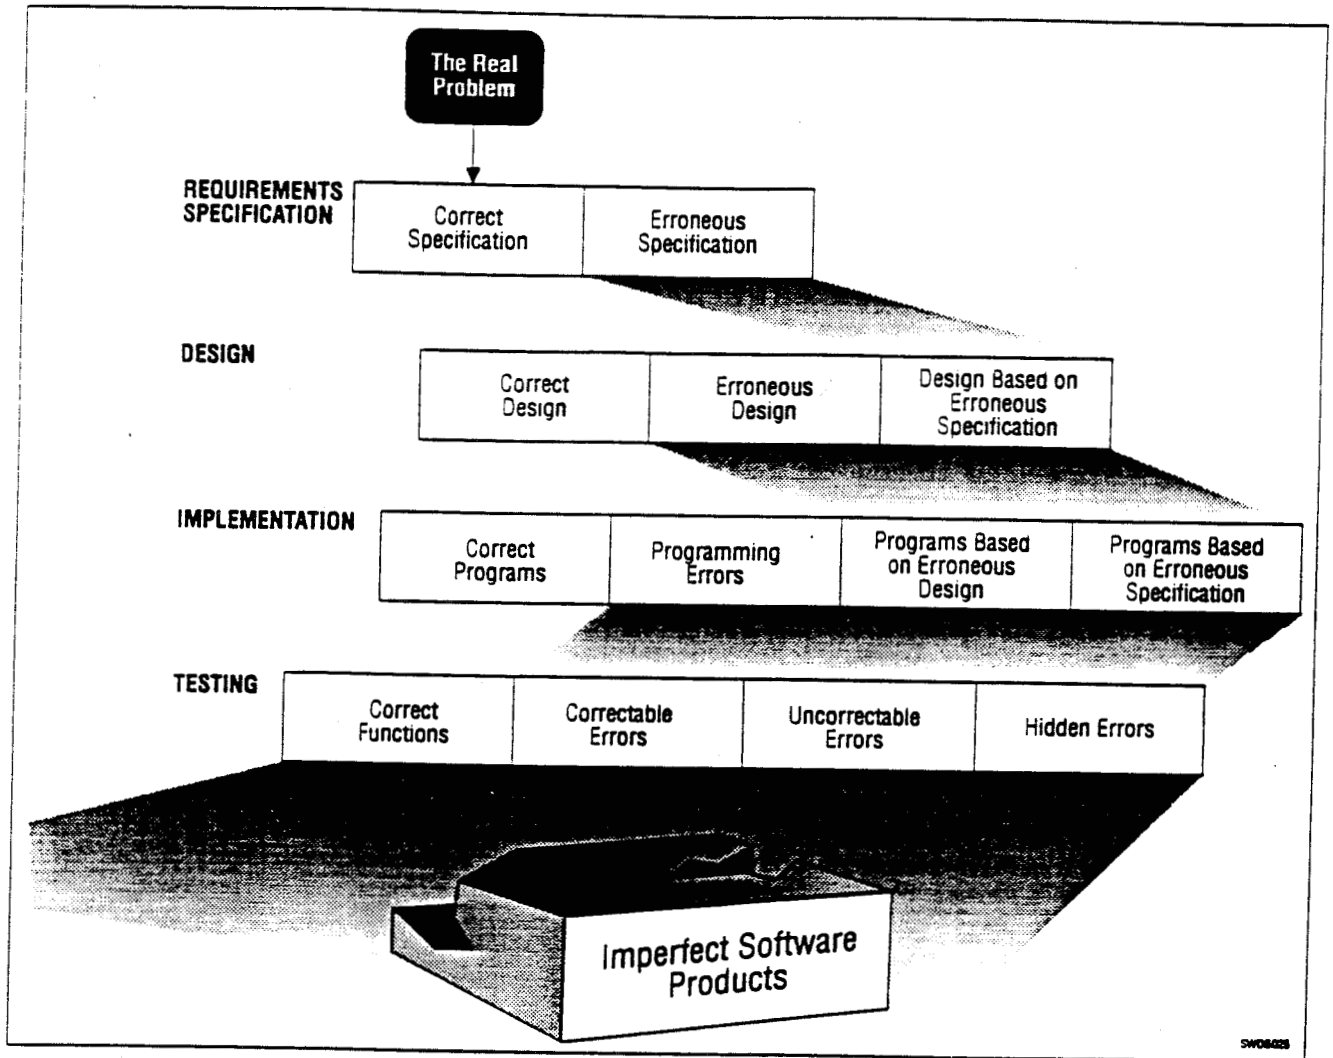 The Real
Problem
REQUIREMENTS
SPECIFICATION
Correct
Specification
Erroneous
Specification
DESIGN
Correct
Design
Erroneous
Design
Design Based on
Erroneous
Specification
IMPLEMENTATION
Correct
Programs
Programming
Errors
Programs Based
on Erroneous
Design
Programs Based
on Erroneous
Specification
TESTING
Correct
Functions
Correctable
Errors
Uncorrectable
Errors
Hidden Errors
Imperfect Software
Products